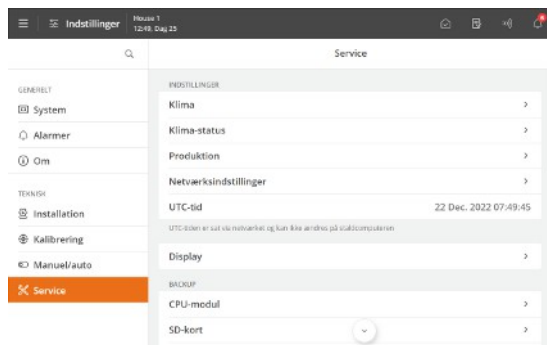 Indstillinger
House 1
12:49, Dag 25
Service
GENERELT
System
Alarmer
Om
TEKNISK
Installation
Kalibrering
Manuel/auto
Service
INDSTILLINGER
Klima
Klima-status
Produktion
Netværksindstillinger
UTC-tid 22 Dec. 2022 07:49:45
UTC-tiden er sat via netværket og kan ikke ændres på staldcomputeren
Display
BACKUP
CPU-modul
SD-kort